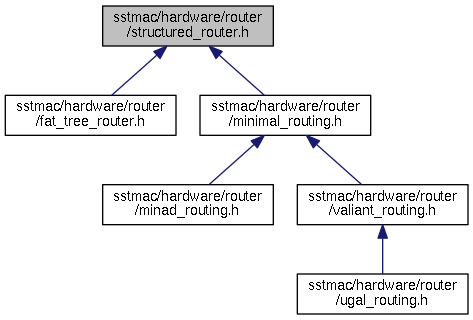 sstmac/hardware/router
/structured_router.h
sstmac/hardware/router
/fat_tree_router.h
sstmac/hardware/router
/minimal_routing.h
sstmac/hardware/router
/minad_routing.h
sstmac/hardware/router
/valiant_routing.h
sstmac/hardware/router
/ugal_routing.h